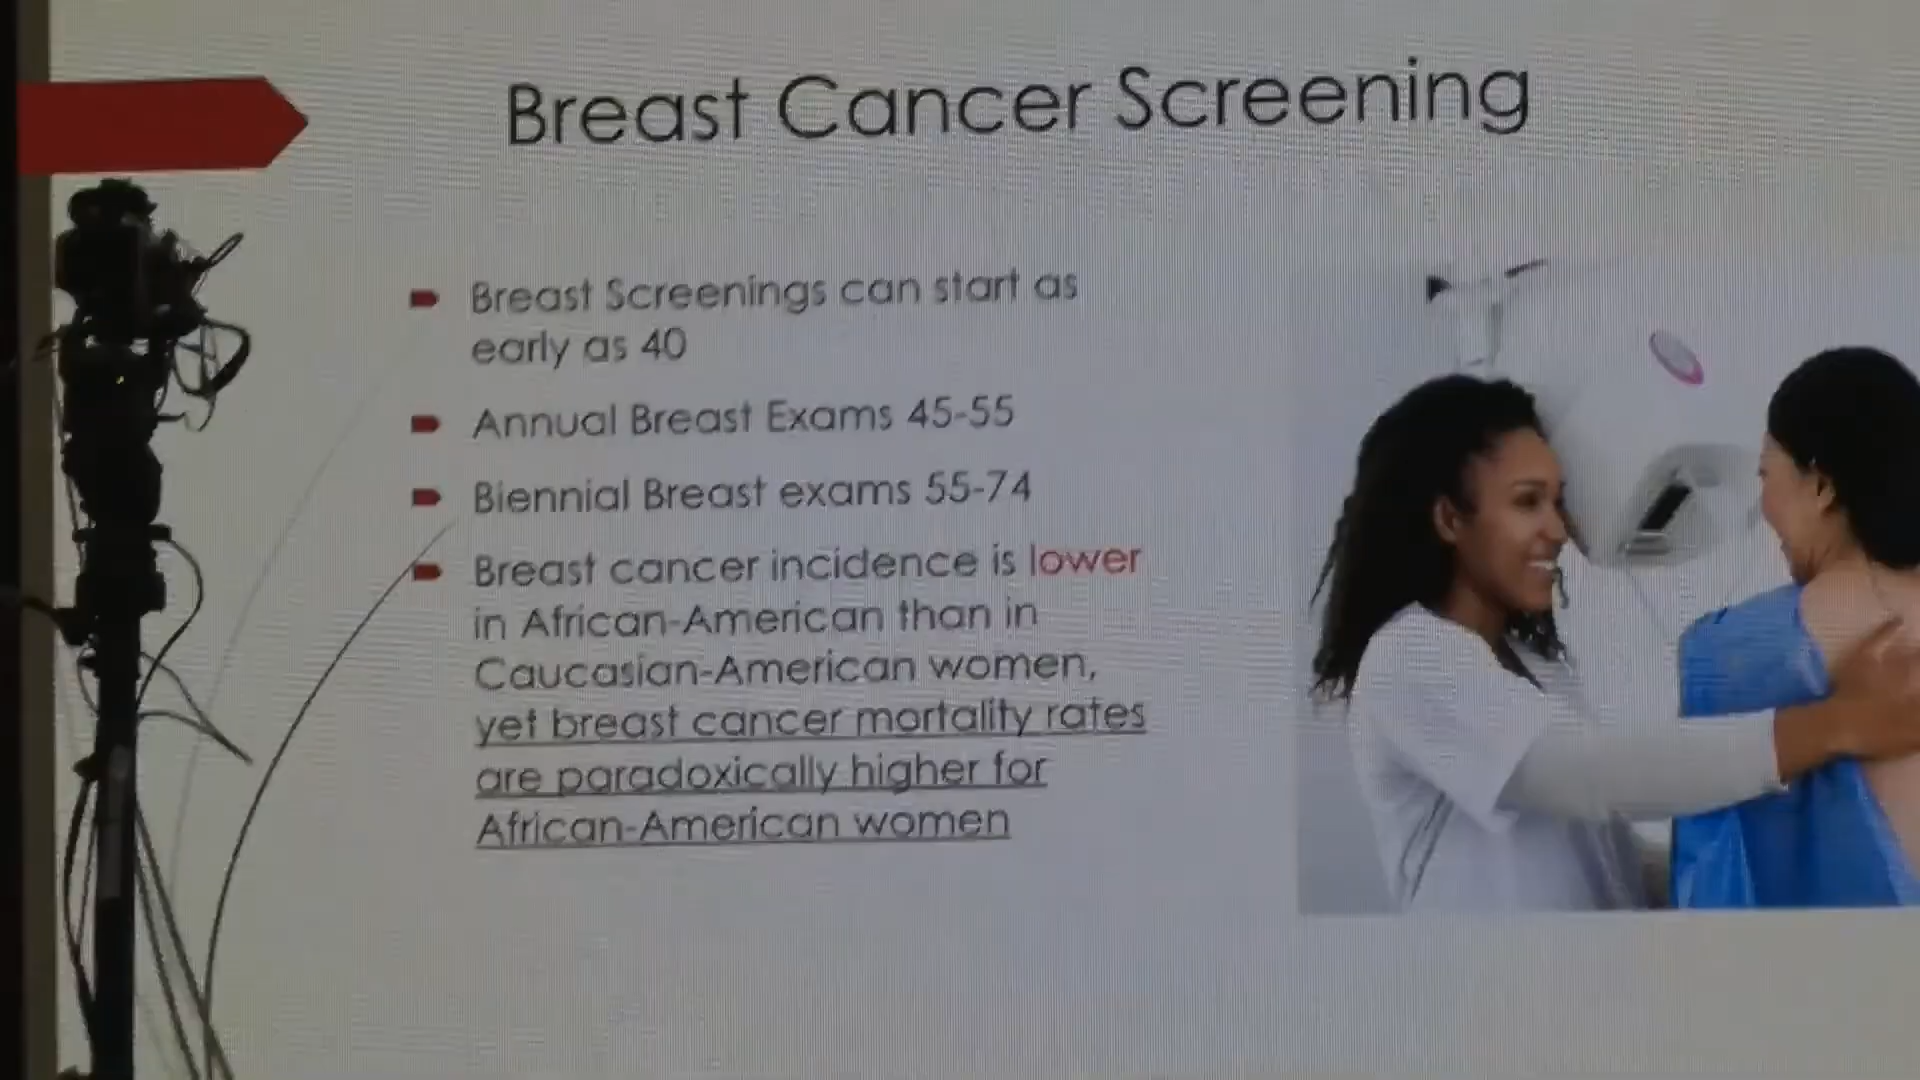 Breast Cancer Screening
Breast Screenings can start as
early as 40
Annual Breast Exams 45-55
Biennial Breast exams 55-74
Breast cancer incidence is lower
in African-American than in
Caucasian-American women,
yet breast cancer mortality rates
are paradoxically higher for
African-American women